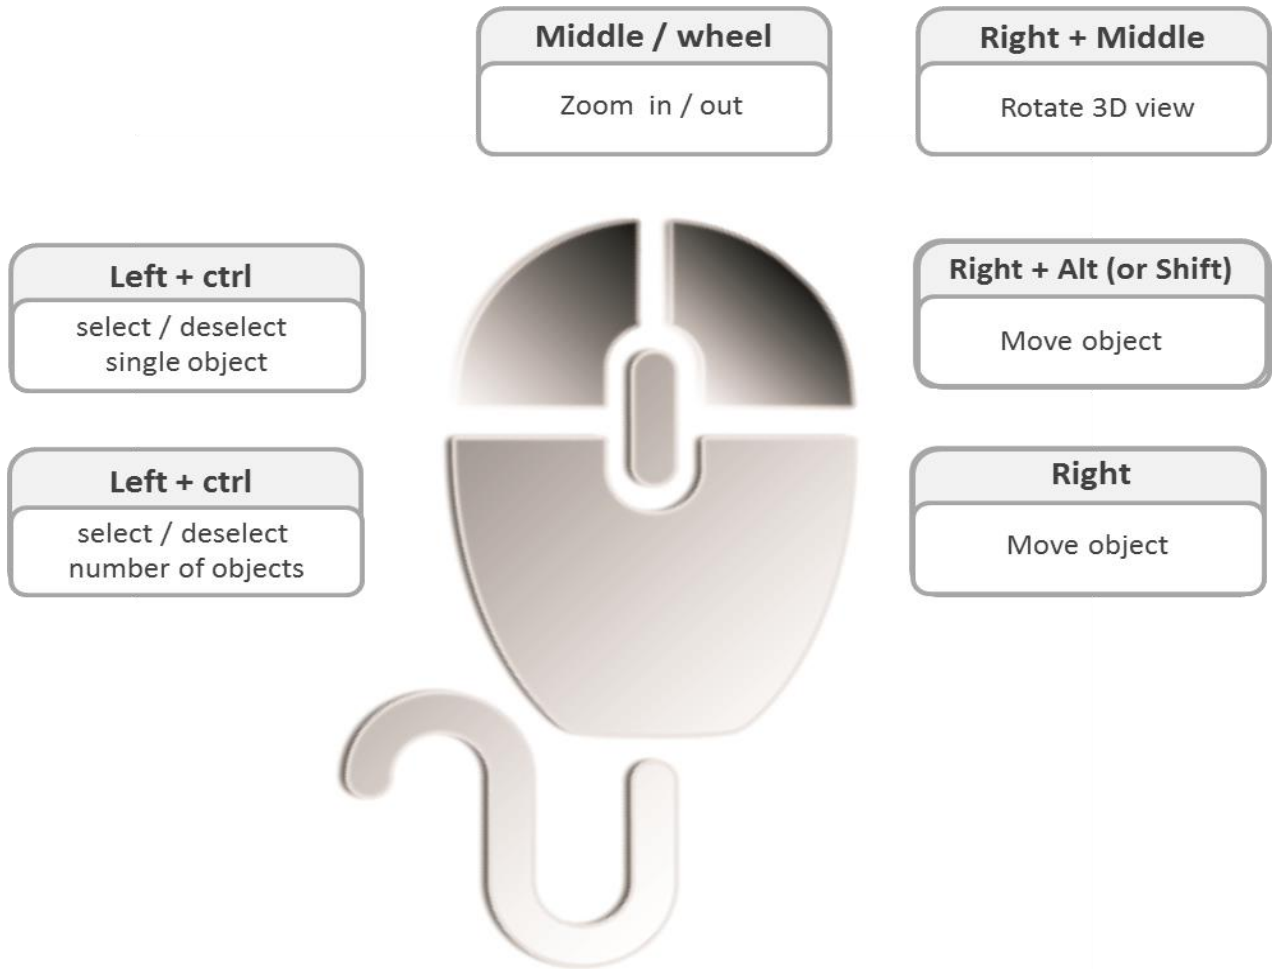 Middle / wheel
Zoom in / out
Right + Middle
Rotate 3D view
Left + ctrl
select / deselect
single object
Right + Alt (or Shift)
Move object
Left + ctrl
select / deselect
number of objects
Right
Move object